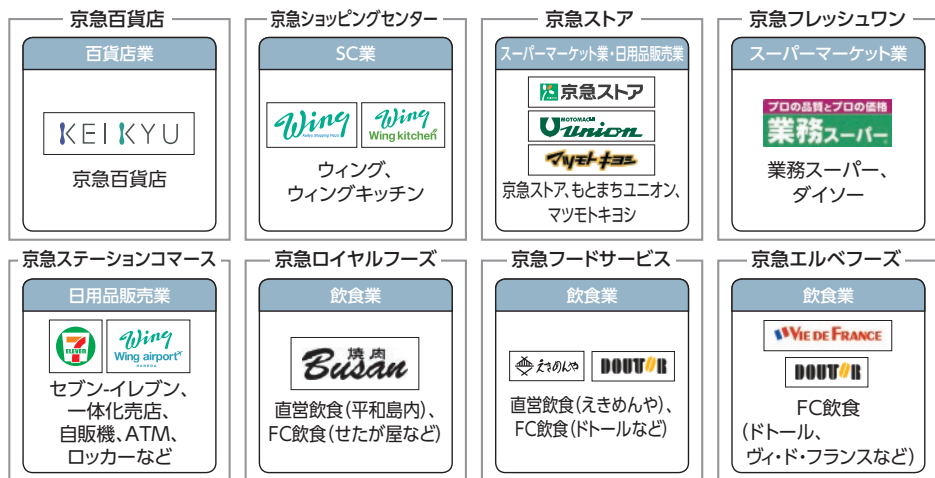 京急百貨店
百貨店業
KEIKYU
京急百貨店
京急ショッピングセンター
SC業
Wing
Keikyu Shopping Plaza
Wing
Wing kitchen
ウィング、
ウィングキッチン
京急ストア
スーパーマーケット業・日用品販売業
京急ストア
MOTOMACHI
Union
マツモトキヨシ
京急ストア、もとまちユニオン、
マツモトキヨシ
京急フレッシュワン
スーパーマーケット業
プロの品質とプロの価格
業務スーパー
業務スーパー、
ダイソー
京急ステーションコマース
日用品販売業
7
ELEVEN
Wing
Wing airport
HANEDA
セブン-イレブン、
一体化売店、
自販機、ATM、
ロッカーなど
京急ロイヤルフーズ
飲食業
焼肉
Busan
直営飲食(平和島内)、
FC飲食(せたが屋など)
京急フードサービス
飲食業
えきめんや
DOUTOR
直営飲食(えきめんや)、
FC飲食(ドトールなど)
京急エルベフーズ
飲食業
VIE DE FRANCE
DOUTOR
FC飲食
(ドトール、
ヴィ・ド・フランスなど)